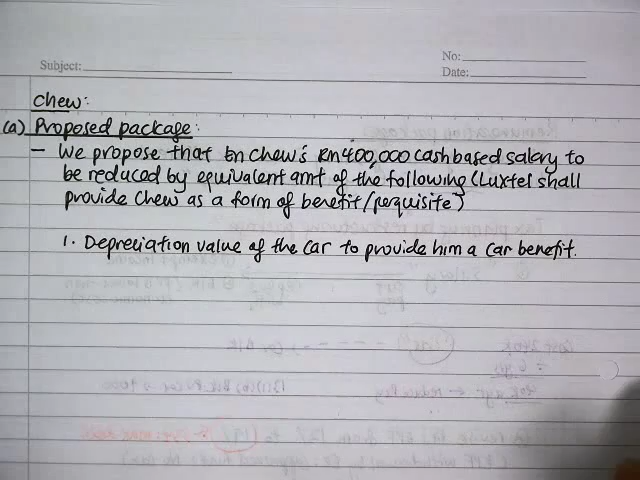 No:
Subject:
Date:
Chew:
(a) Proposed package:
- We propose that En Chew's RM400,000 cash based salary to
be reduced by equivalent amt of the following (Luxtel shall
provide Chew as a form of benefit/perquisite)
1. Depreciation value of the car to provide him a car benefit.